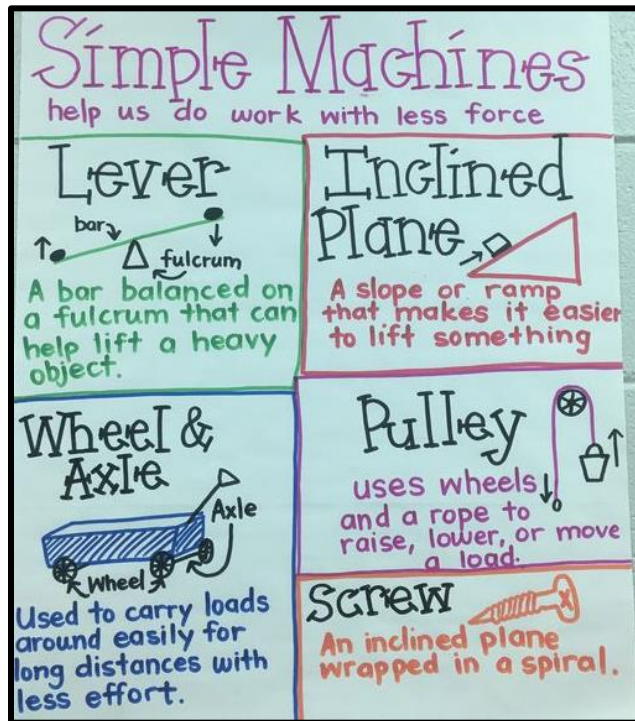 Simple Machines
help us do work with less force
Lever
bar
fulcrum
A bar balanced on
a fulcrum that can
help lift a heavy
object.
Inclined
Plane
A slope or ramp
that makes it easier
to lift something
Wheel &
Axle
Axle
Wheel
Used to carry loads
around easily for
long distances with
less effort.
Pulley
uses wheels
and a rope to
raise, lower, or move
a load.
Screw
An inclined plane
wrapped in a spiral.